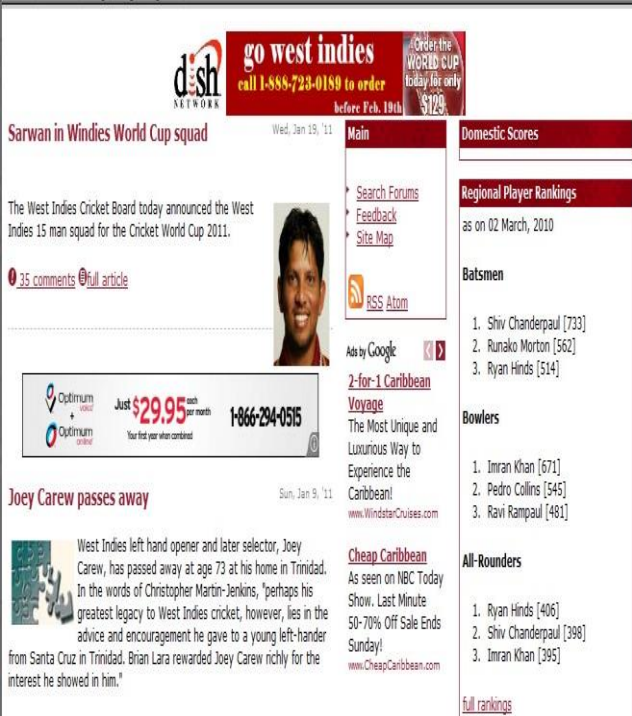 dish
NETWORK
go west indies
call 1-888-723-0189 to order
before Feb. 19th
Order the
WORLD CUP
today for only
$129
Sarwan in Windies World Cup squad
Wed, Jan 19, '11
The West Indies Cricket Board today announced the West
Indies 15 man squad for the Cricket World Cup 2011.
35 comments full article
Optimum
voice
+
Optimum
online
Just $29.95 each
per month
Your first year when combined
1-866-294-0515
Joey Carew passes away
Sun, Jan 9, '11
West Indies left hand opener and later selector, Joey
Carew, has passed away at age 73 at his home in Trinidad.
In the words of Christopher Martin-Jenkins, "perhaps his
greatest legacy to West Indies cricket, however, lies in the
advice and encouragement he gave to a young left-hander
from Santa Cruz in Trinidad. Brian Lara rewarded Joey Carew richly for the
interest he showed in him."
Main
Search Forums
Feedback
Site Map
RSS Atom
Ads by Google
2-for-1 Caribbean
Voyage
The Most Unique and
Luxurious Way to
Experience the
Caribbean!
www.WindstarCruises.com
Cheap Caribbean
As seen on NBC Today
Show. Last Minute
50-70% Off Sale Ends
Sunday!
www.CheapCaribbean.com
Domestic Scores
Regional Player Rankings
as on 02 March, 2010
Batsmen
1. Shiv Chanderpaul [733]
2. Runako Morton [562]
3. Ryan Hinds [514]
Bowlers
1. Imran Khan [671]
2. Pedro Collins [545]
3. Ravi Rampaul [481]
All-Rounders
1. Ryan Hinds [406]
2. Shiv Chanderpaul [398]
3. Imran Khan [395]
full rankings